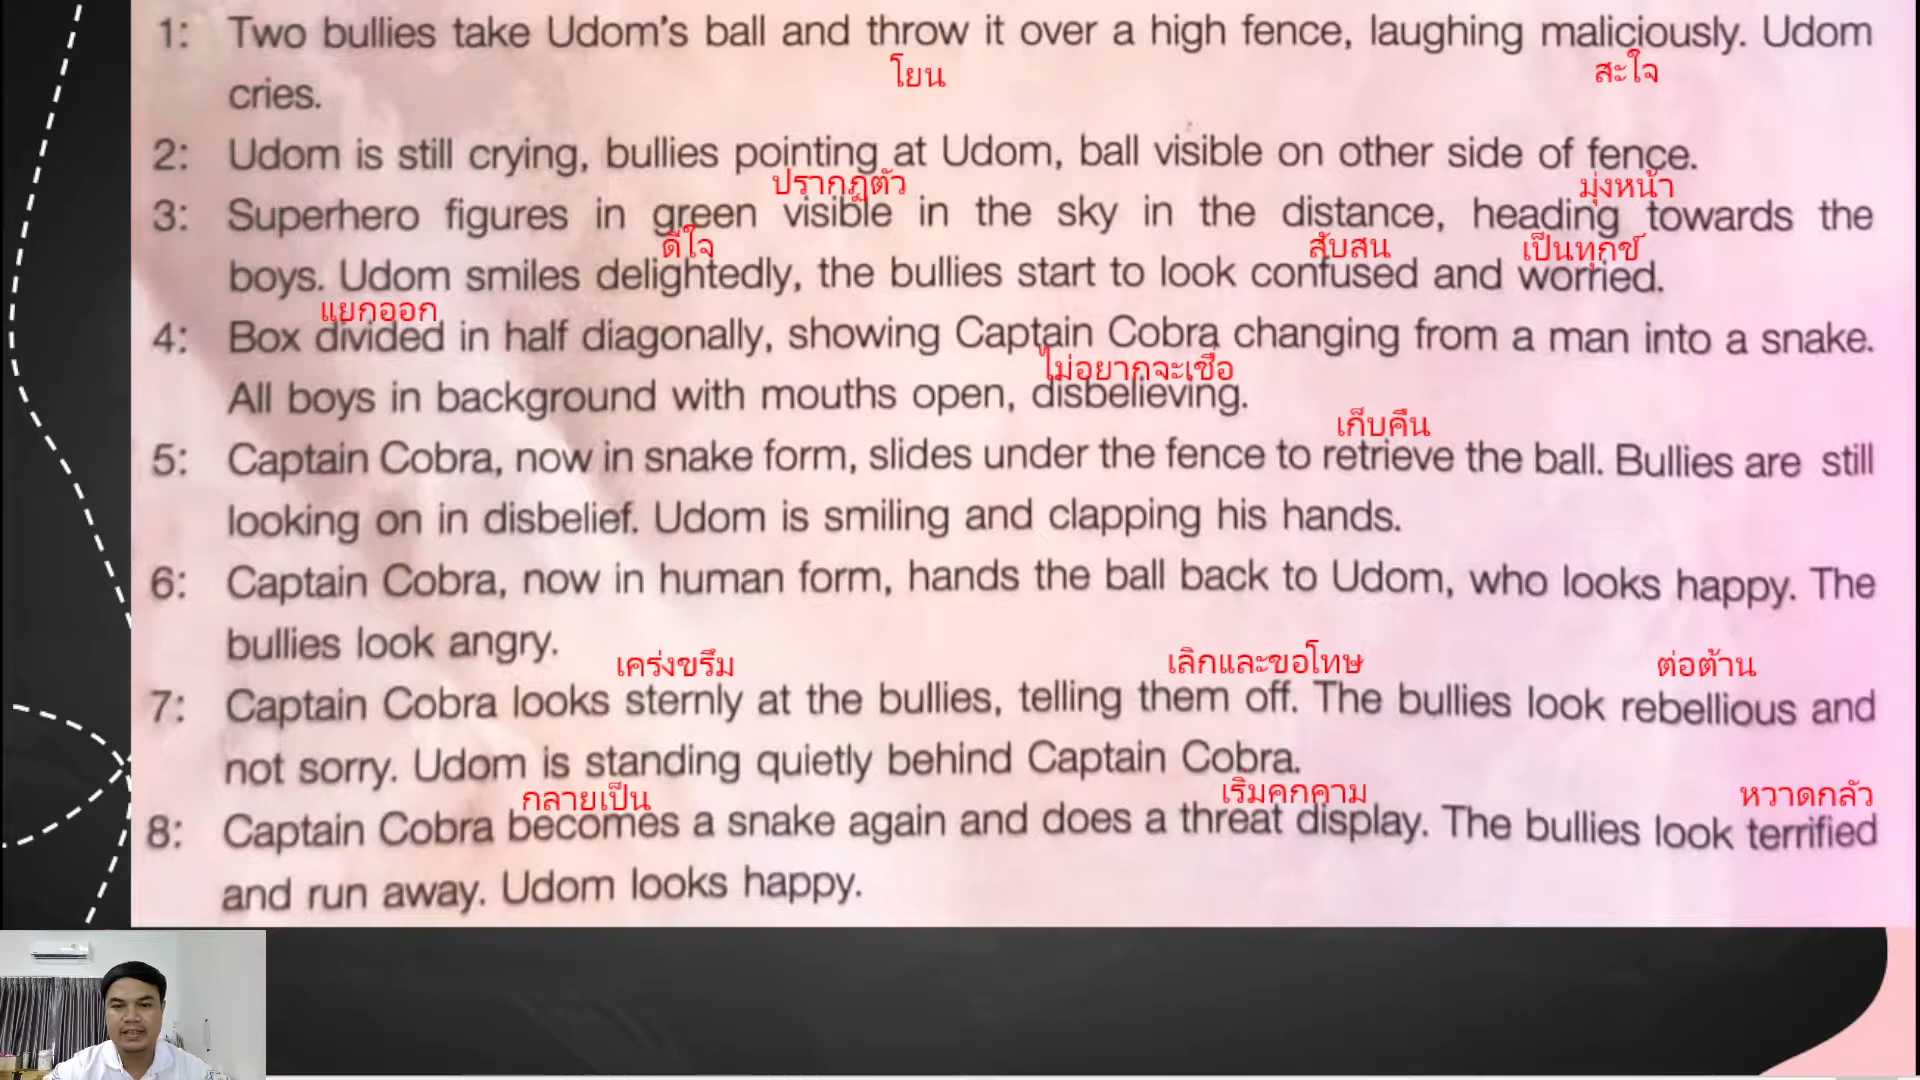 1: Two bullies take Udom's ball and throw it over a high fence, laughing maliciously. Udom
โยน
สะใจ
cries.
2: Udom is still crying, bullies pointing at Udom, ball visible on other side of fence.
ปรากฏตัว
มุ่งหน้า
3: Superhero figures in green visible in the sky in the distance, heading towards the
ดีใจ
สับสน
เป็นทุกข์
boys. Udom smiles delightedly, the bullies start to look confused and worried.
แยกออก
4: Box divided in half diagonally, showing Captain Cobra changing from a man into a snake.
ไม่อยากจะเชื่อ
All boys in background with mouths open, disbelieving.
เก็บคืน
5: Captain Cobra, now in snake form, slides under the fence to retrieve the ball. Bullies are still
looking on in disbelief. Udom is smiling and clapping his hands.
6: Captain Cobra, now in human form, hands the ball back to Udom, who looks happy. The
bullies look angry.
เคร่งขรึม
เลิกและขอโทษ
ต่อต้าน
7: Captain Cobra looks sternly at the bullies, telling them off. The bullies look rebellious and
not sorry. Udom is standing quietly behind Captain Cobra.
กลายเป็น
เริ่มคุกคาม
หวาดกลัว
8: Captain Cobra becomes a snake again and does a threat display. The bullies look terrified
and run away. Udom looks happy.